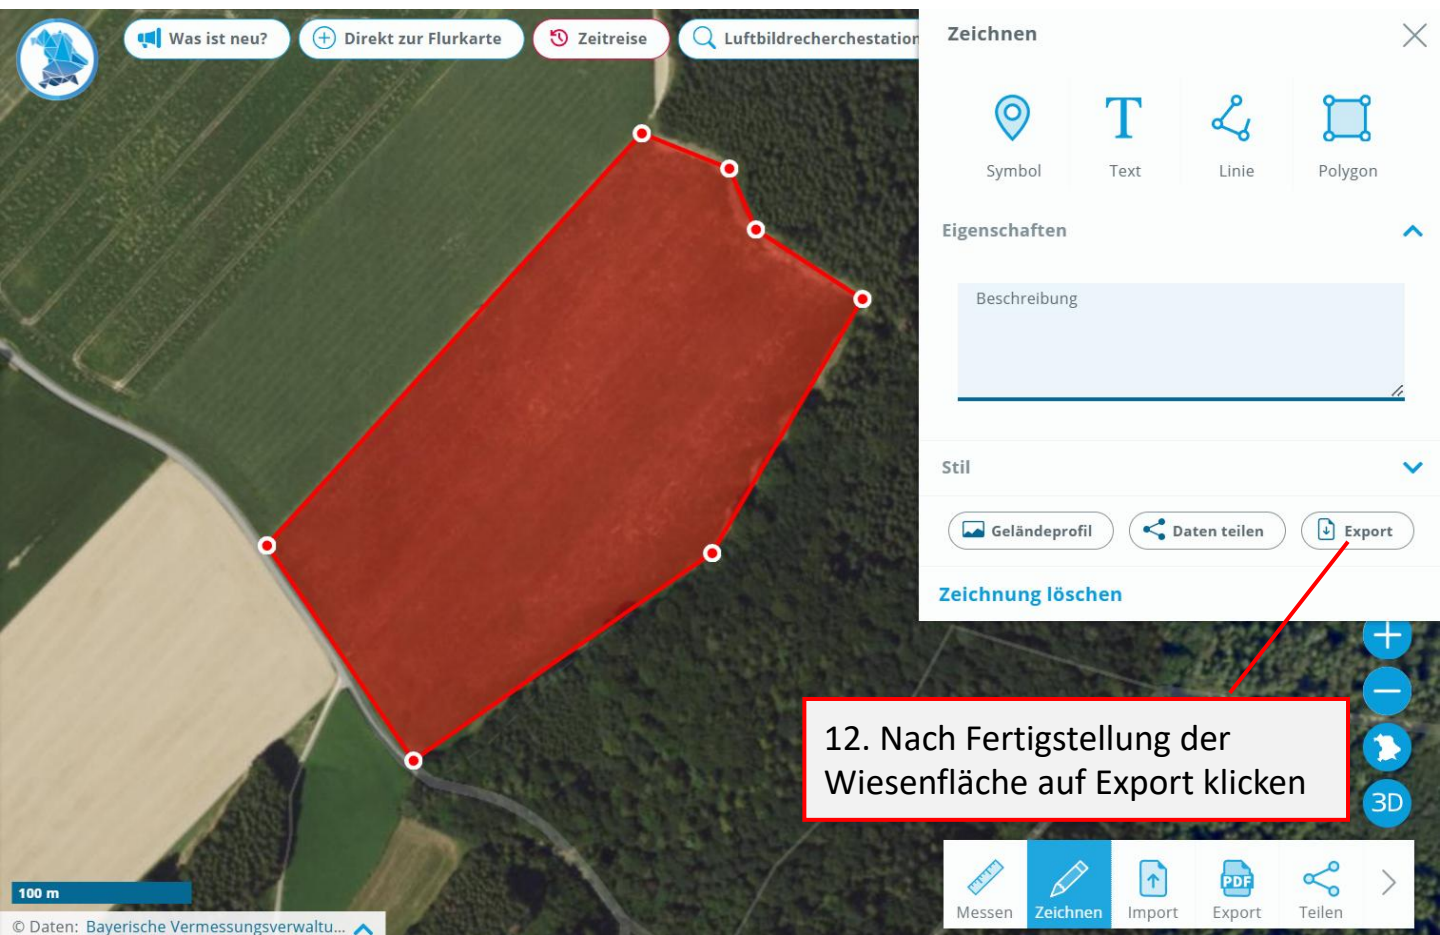 Was ist neu?
Direkt zur Flurkarte
Zeitreise
Luftbildrecherchestation
Zeichnen
Symbol
Text
Linie
Polygon
Eigenschaften
Beschreibung
Stil
Geländeprofil
Daten teilen
Export
Zeichnung löschen
12. Nach Fertigstellung der
Wiesenfläche auf Export klicken
3D
100 m
PDF
Messen
Zeichnen
Import
Export
Teilen
© Daten: Bayerische Vermessungsverwaltu...